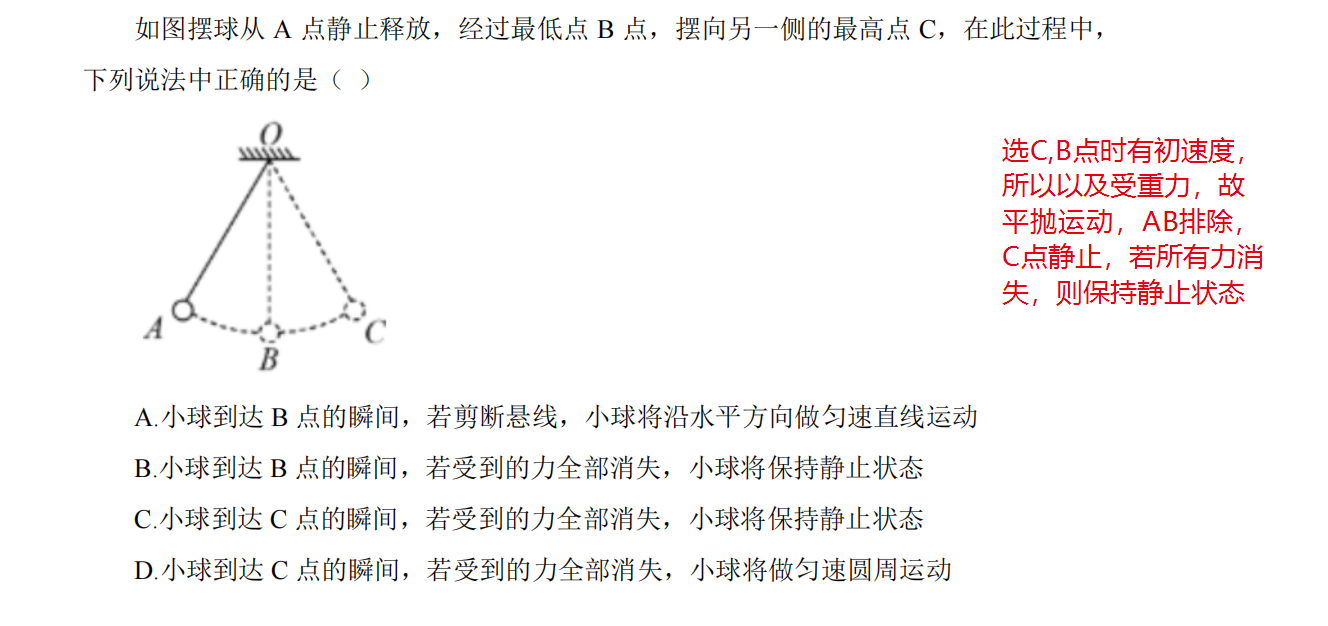 如图摆球从 A 点静止释放，经过最低点 B 点，摆向另一侧的最高点 C，在此过程中，
下列说法中正确的是（ ）
O
A
B
C
选C,B点时有初速度，
所以以及受重力，故
平抛运动，AB排除，
C点静止，若所有力消
失，则保持静止状态
A.小球到达 B 点的瞬间，若剪断悬线，小球将沿水平方向做匀速直线运动
B.小球到达 B 点的瞬间，若受到的力全部消失，小球将保持静止状态
C.小球到达 C 点的瞬间，若受到的力全部消失，小球将保持静止状态
D.小球到达 C 点的瞬间，若受到的力全部消失，小球将做匀速圆周运动